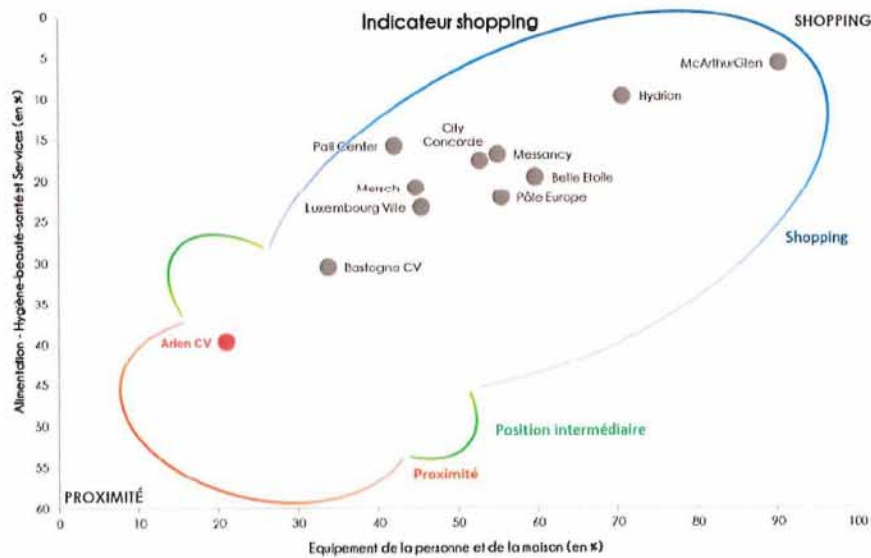 Indicateur shopping
SHOPPING
McArthurGlen
Hydrion
City
Concorde
Pall Center
Messancy
Belle Etoile
Mersch
Pôle Europe
Luxembourg Ville
Shopping
Bastogne CV
Arlon CV
Position intermédiaire
Proximité
PROXIMITÉ
Alimentation - Hygiène-beauté-santé et Services (en %)
0
5
10
15
20
25
30
35
40
45
50
55
60
0 10 20 30 40 50 60 70 80 90 100
Equipement de la personne et de la maison (en %)